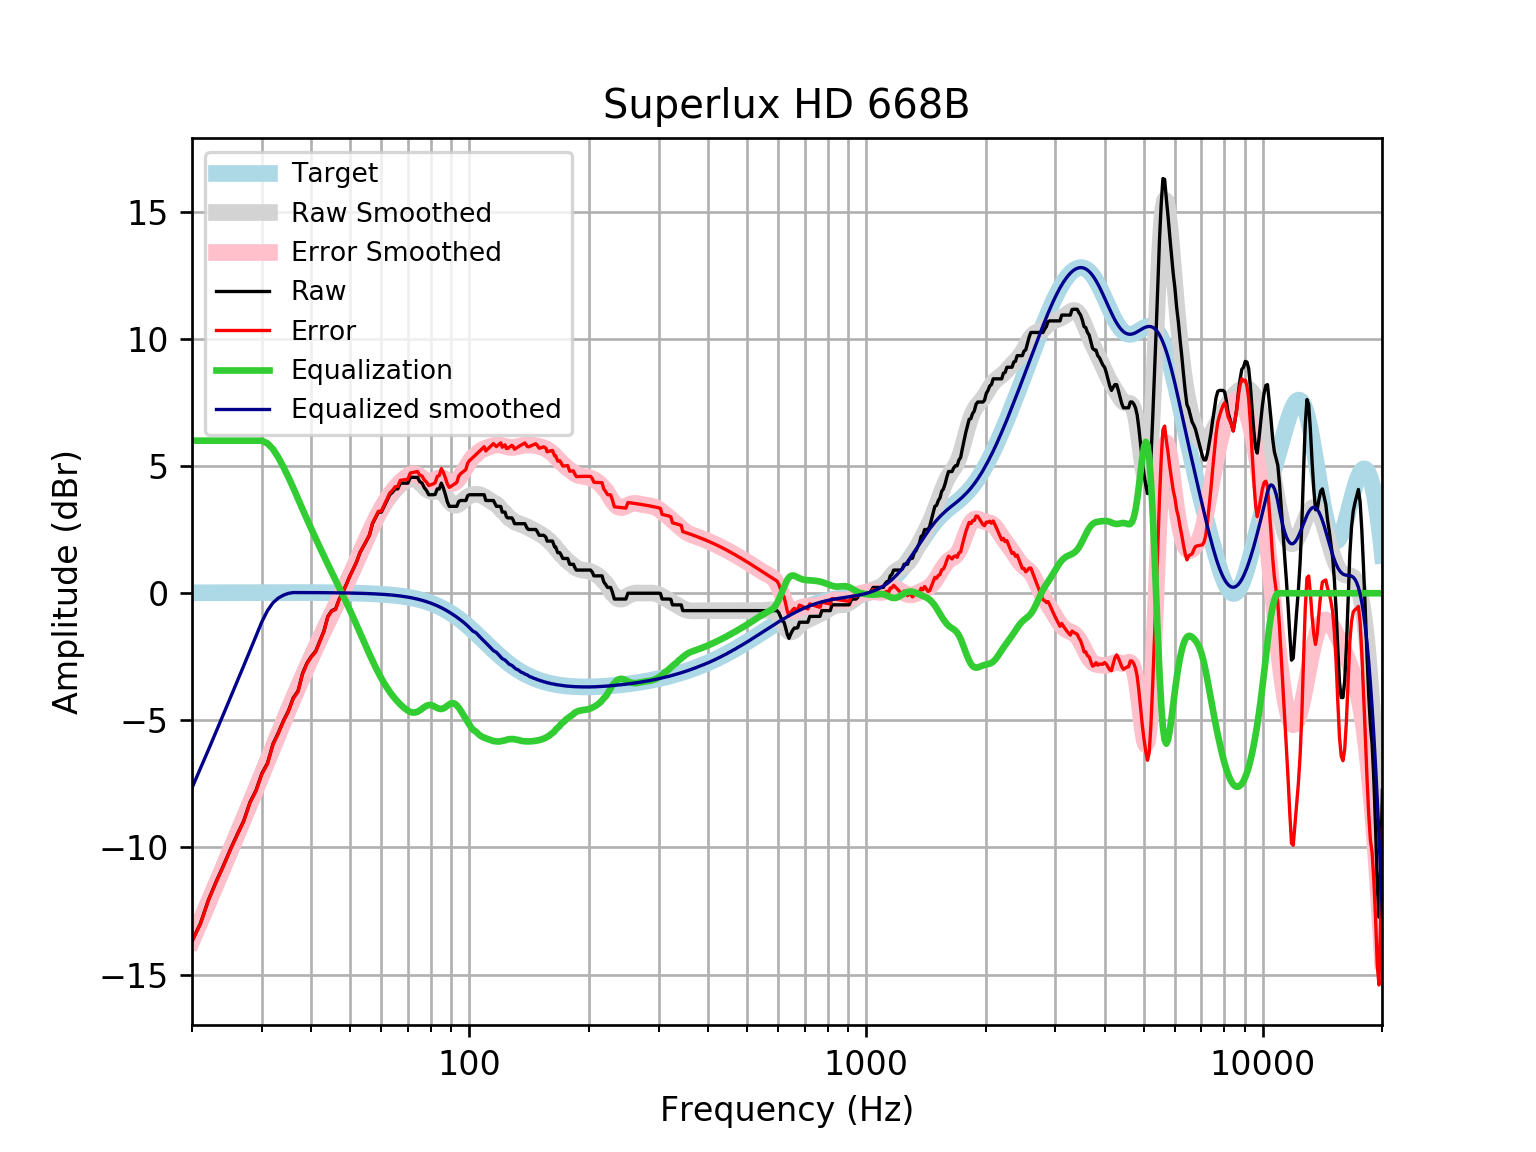 Superlux HD 668B
Target
Raw Smoothed
Error Smoothed
Raw
Error
Equalization
Equalized smoothed
15
10
5
0
−5
−10
−15
Amplitude (dBr)
100
1000
10000
Frequency (Hz)